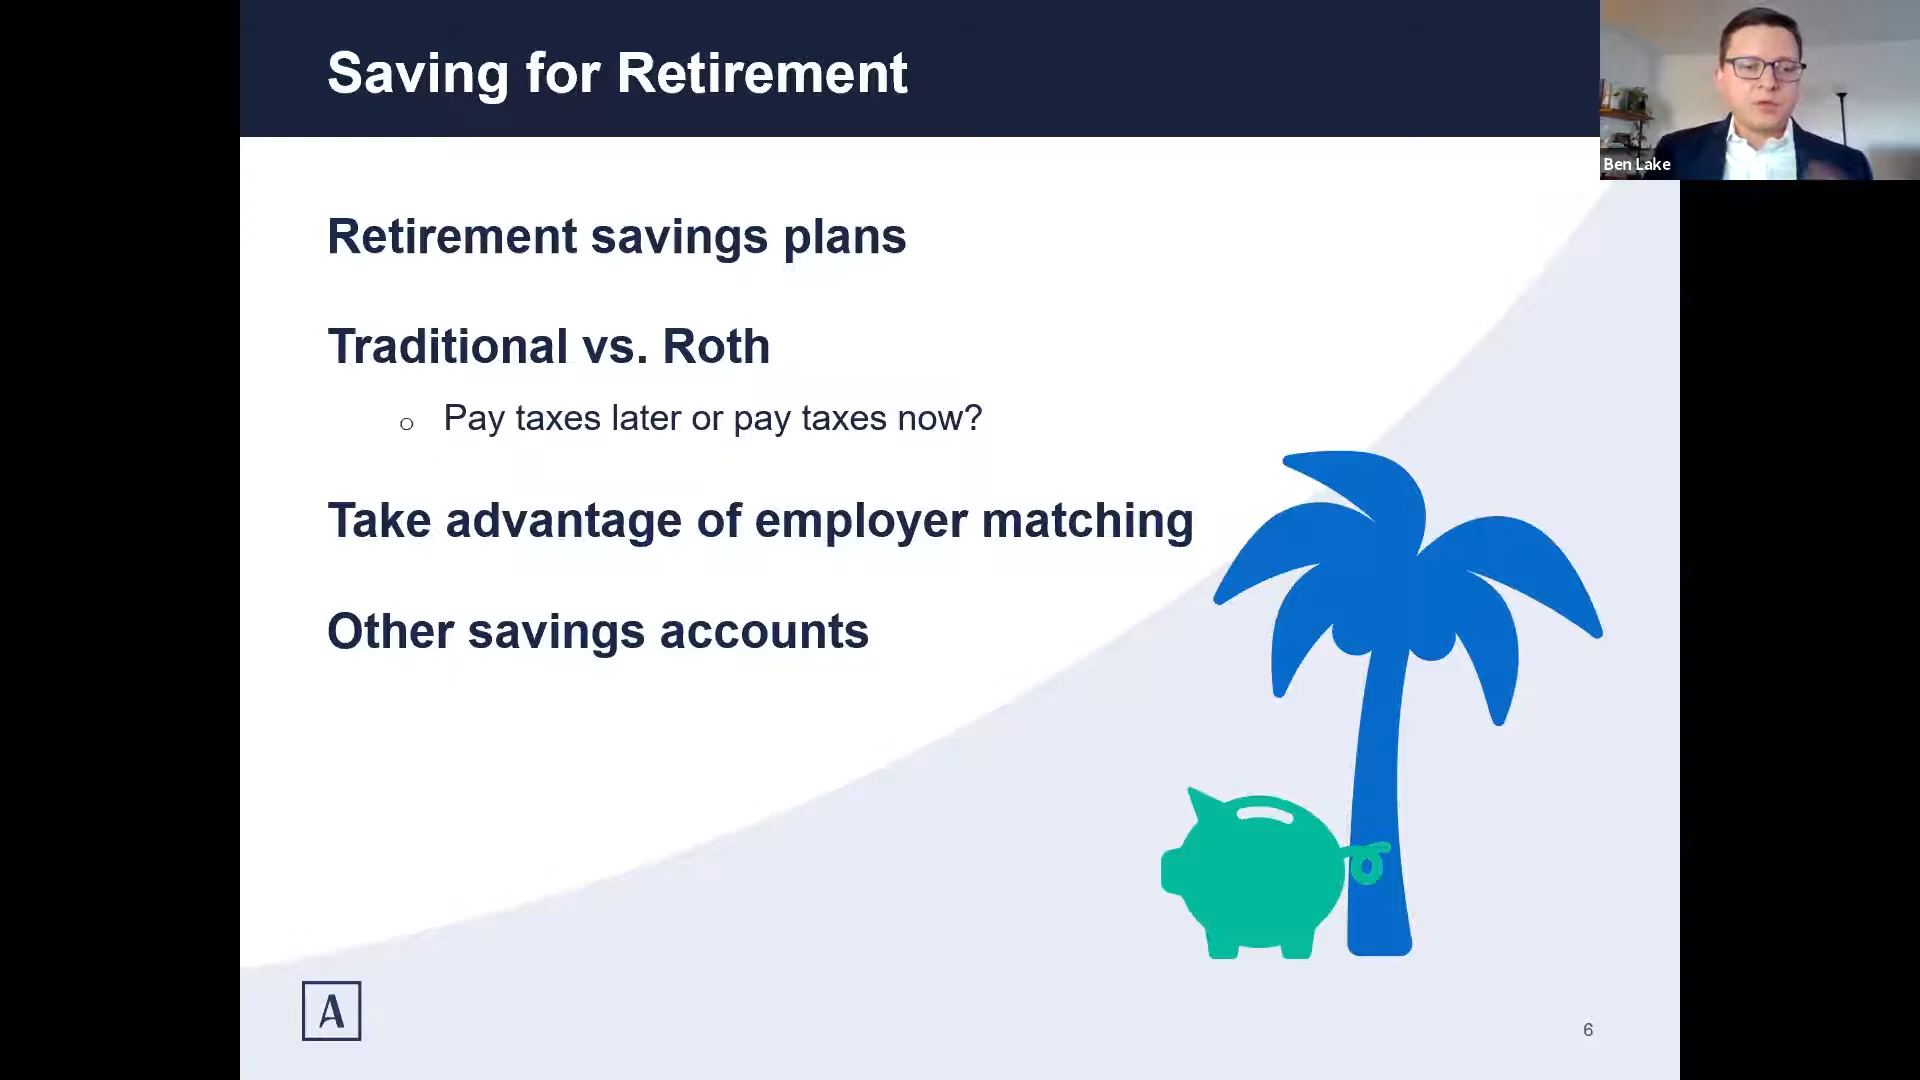 Saving for Retirement
Ben Lake
Retirement savings plans
Traditional vs. Roth
Pay taxes later or pay taxes now?
Take advantage of employer matching
Other savings accounts
A
6